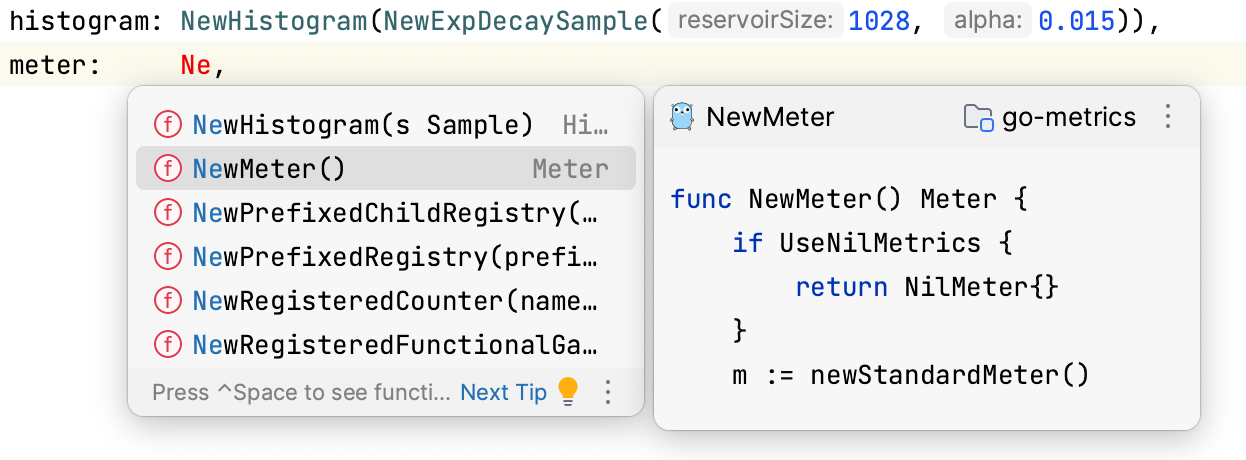 histogram: NewHistogram(NewExpDecaySample( reservoirSize: 1028, alpha: 0.015)),
meter: Ne,
NewHistogram(s Sample) Hi…
NewMeter() Meter
NewPrefixedChildRegistry(…
NewPrefixedRegistry(prefi…
NewRegisteredCounter(name…
NewRegisteredFunctionalGa…
Press ^Space to see functi... Next Tip
NewMeter go-metrics
func NewMeter() Meter {
if UseNilMetrics {
return NilMeter{}
}
m := newStandardMeter()